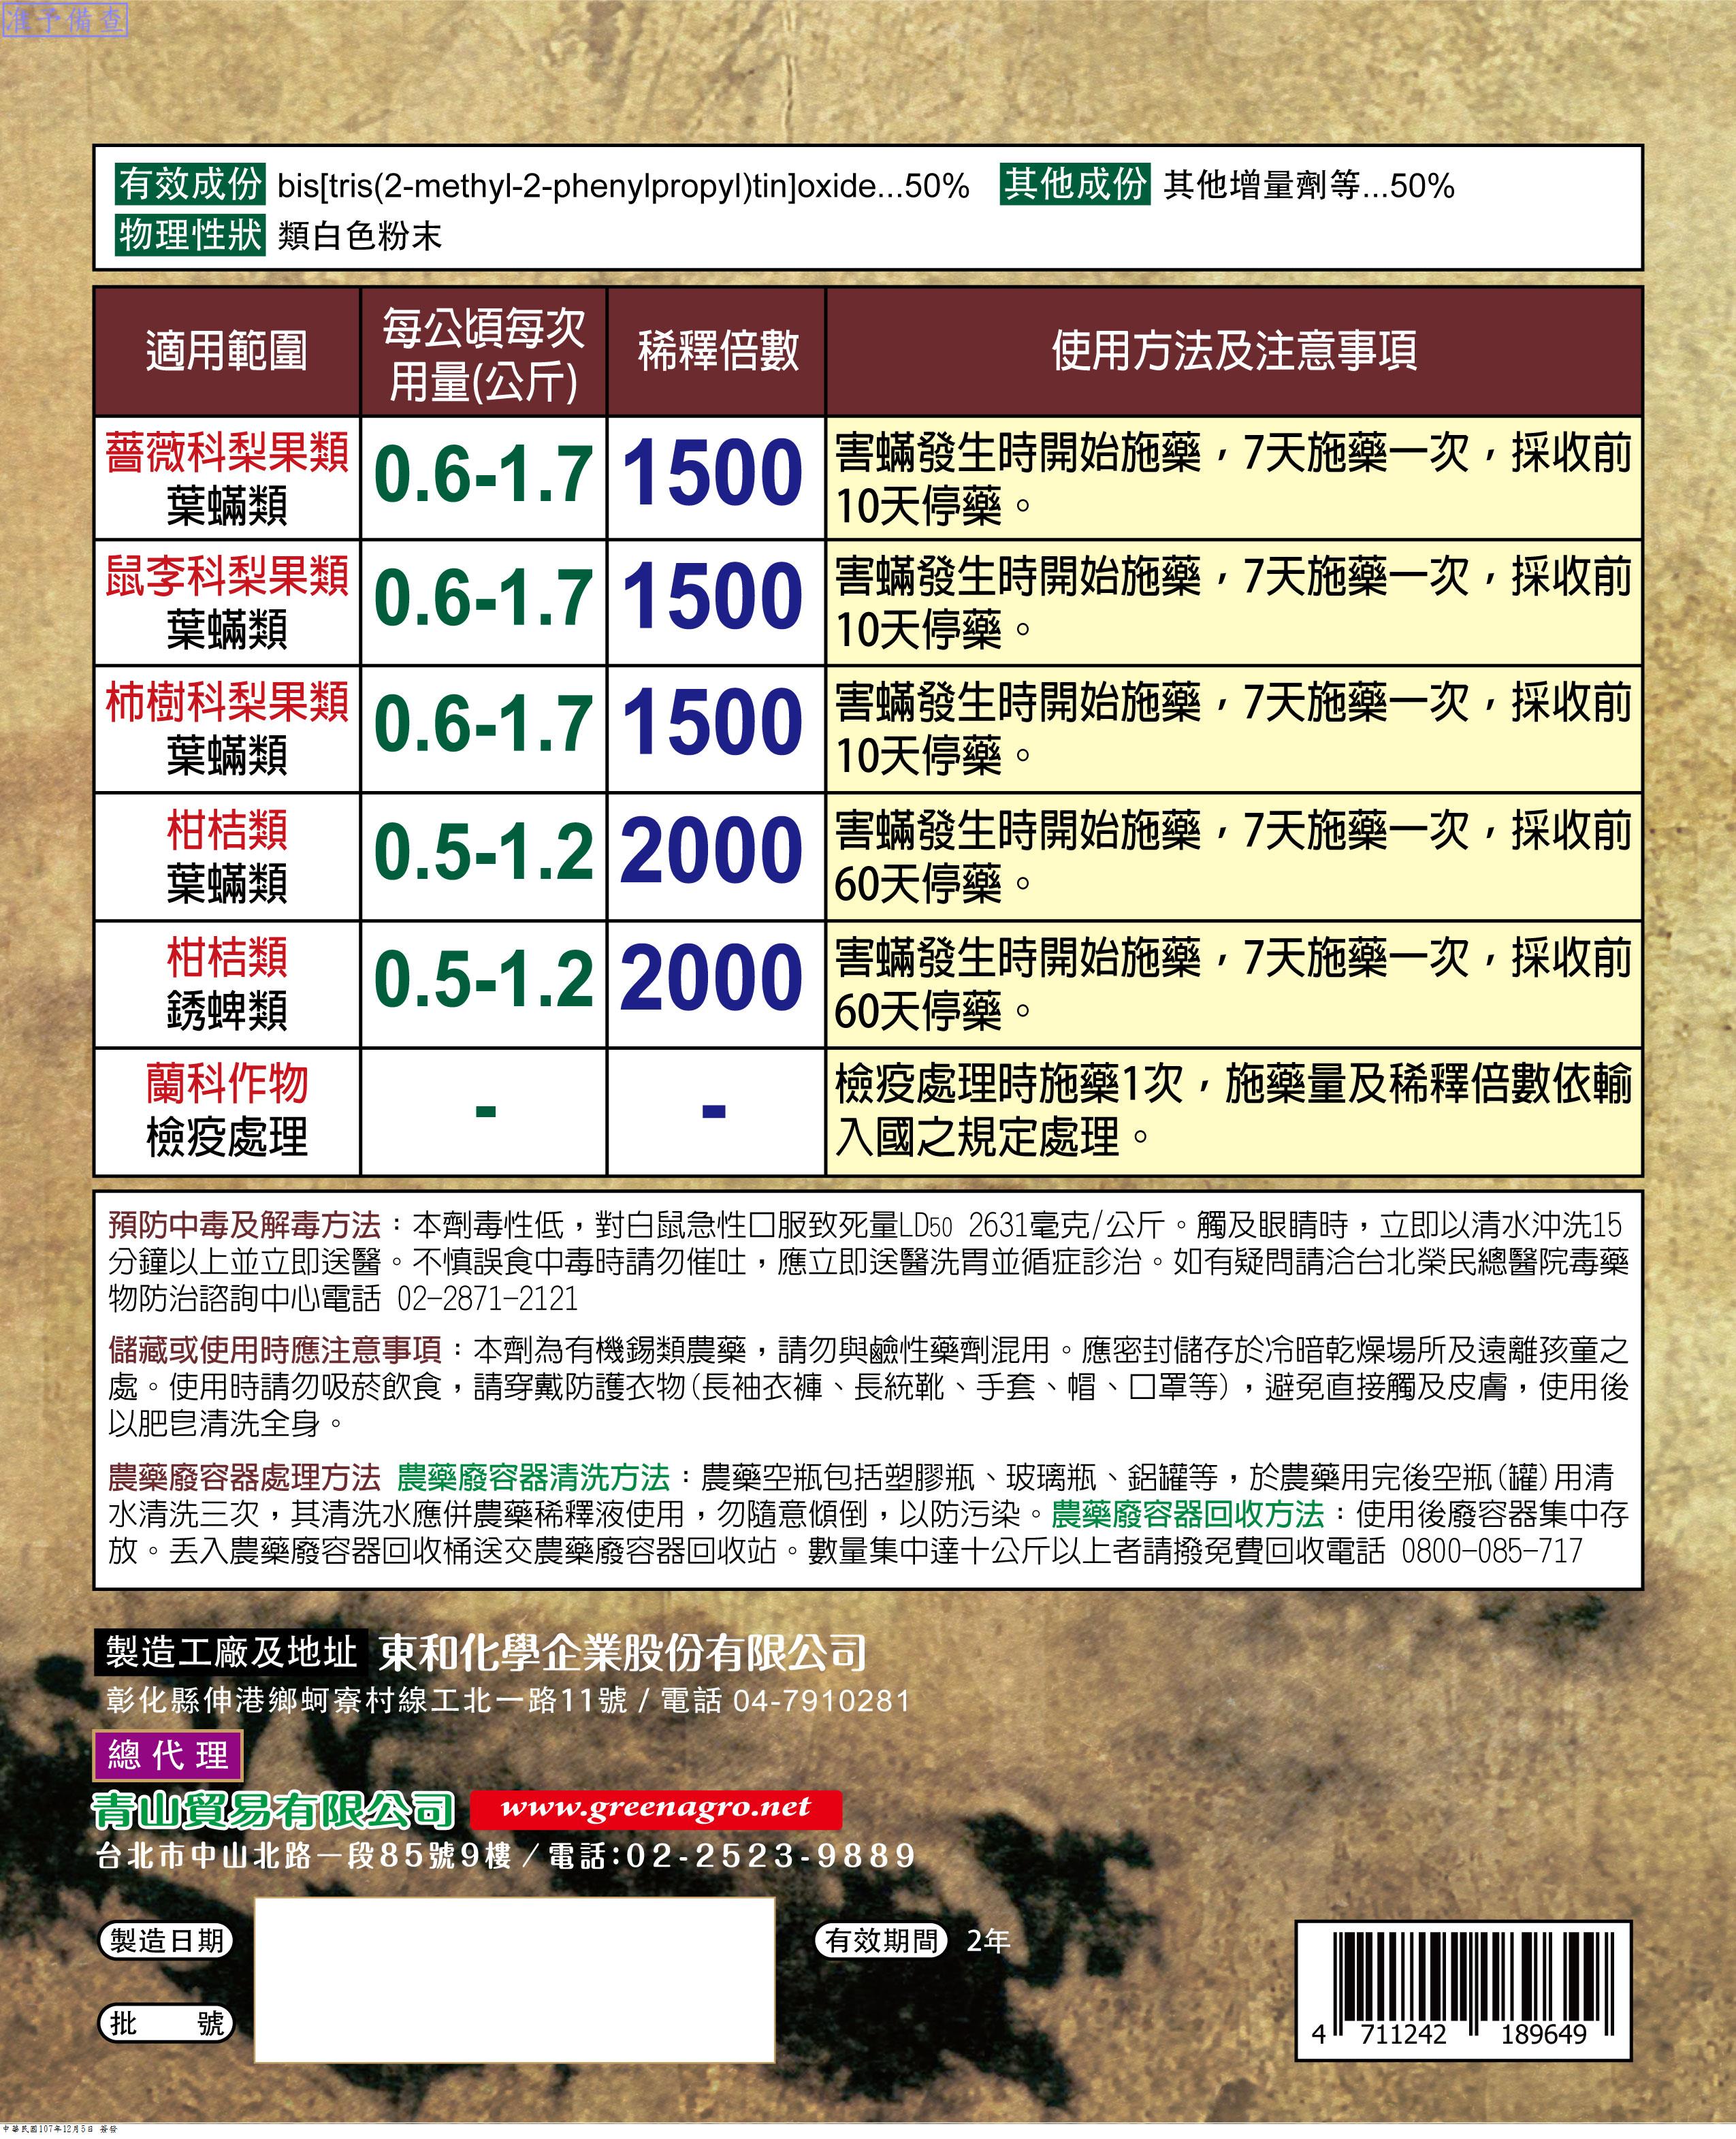 准予備查
有效成份 bis[tris(2-methyl-2-phenylpropyl)tin]oxide...50% 其他成份 其他增量劑等...50%
物理性狀 類白色粉末
適用範圍 每公頃每次用量(公斤) 稀釋倍數 使用方法及注意事項
薔薇科梨果類 葉蟎類 0.6-1.7 1500 害蟎發生時開始施藥，7天施藥一次，採收前
10天停藥。
鼠李科梨果類 葉蟎類 0.6-1.7 1500 害蟎發生時開始施藥，7天施藥一次，採收前
10天停藥。
柿樹科梨果類 葉蟎類 0.6-1.7 1500 害蟎發生時開始施藥，7天施藥一次，採收前
10天停藥。
柑桔類 葉蟎類 0.5-1.2 2000 害蟎發生時開始施藥，7天施藥一次，採收前
60天停藥。
柑桔類 銹蜱類 0.5-1.2 2000 害蟎發生時開始施藥，7天施藥一次，採收前
60天停藥。
蘭科作物 檢疫處理 - - 檢疫處理時施藥1次，施藥量及稀釋倍數依輸
入國之規定處理。
預防中毒及解毒方法：本劑毒性低，對白鼠急性口服致死量LD50 2631毫克/公斤。觸及眼睛時，立即以清水沖洗15
分鐘以上並立即送醫。不慎誤食中毒時請勿催吐，應立即送醫洗胃並循症診治。如有疑問請洽台北榮民總醫院毒藥
物防治諮詢中心電話 02-2871-2121
儲藏或使用時應注意事項：本劑為有機錫類農藥，請勿與鹼性藥劑混用。應密封儲存於冷暗乾燥場所及遠離孩童之
處。使用時請勿吸菸飲食，請穿戴防護衣物(長袖衣褲、長統靴、手套、帽、口罩等)，避免直接觸及皮膚，使用後
以肥皂清洗全身。
農藥廢容器處理方法 農藥廢容器清洗方法：農藥空瓶包括塑膠瓶、玻璃瓶、鋁罐等，於農藥用完後空瓶(罐)用清
水清洗三次，其清洗水應併農藥稀釋液使用，勿隨意傾倒，以防污染。農藥廢容器回收方法：使用後廢容器集中存
放。丟入農藥廢容器回收桶送交農藥廢容器回收站。數量集中達十公斤以上者請撥免費回收電話 0800-085-717
製造工廠及地址 東和化學企業股份有限公司
彰化縣伸港鄉蚵寮村線工北一路11號 / 電話 04-7910281
總代理
青山貿易有限公司 www.greenagro.net
台北市中山北路一段85號9樓／電話:02-2523-9889
製造日期 有效期間 2年
批 號
4 711242 189649
中華民國107年12月5日 簽發